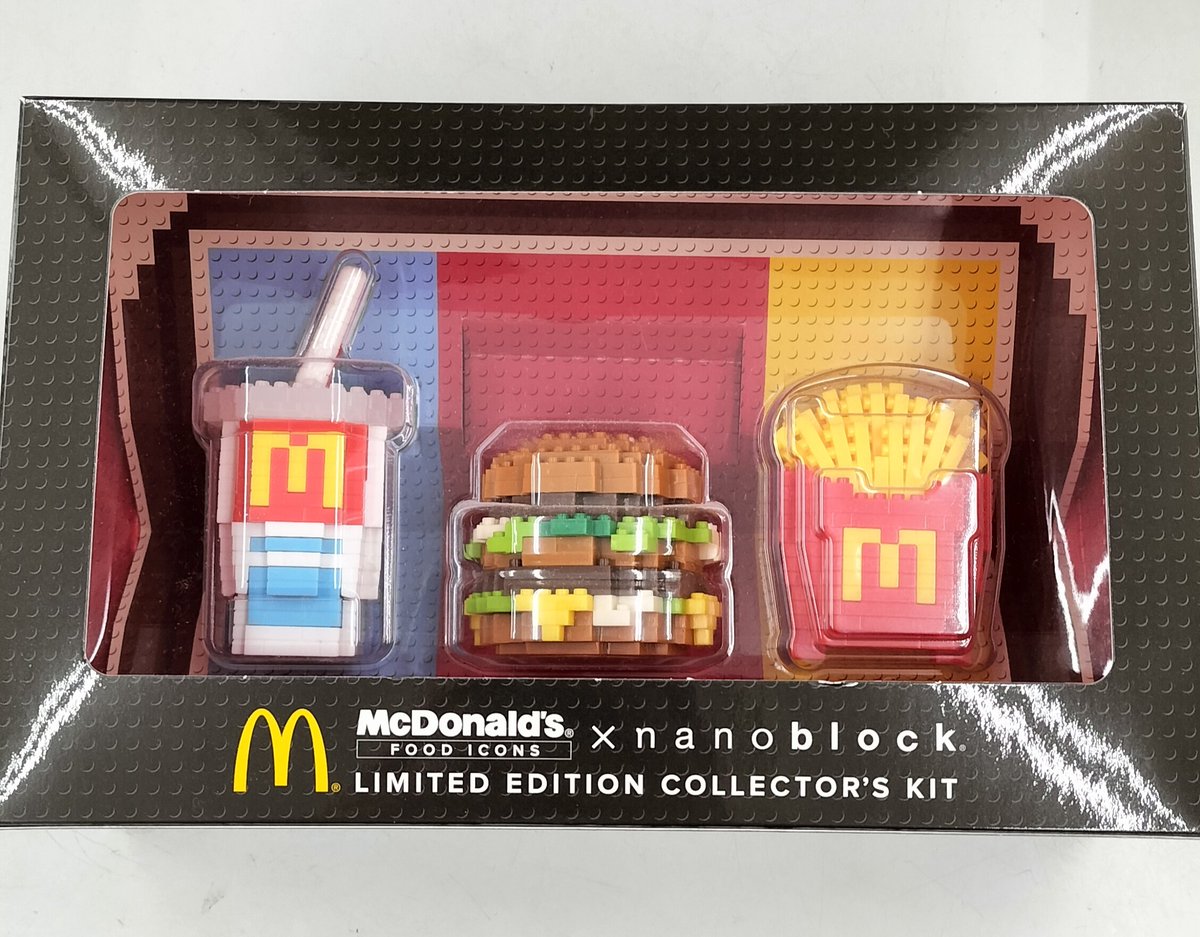 M
M
McDonald's®
FOOD ICONS
× nanoblock®
LIMITED EDITION COLLECTOR'S KIT